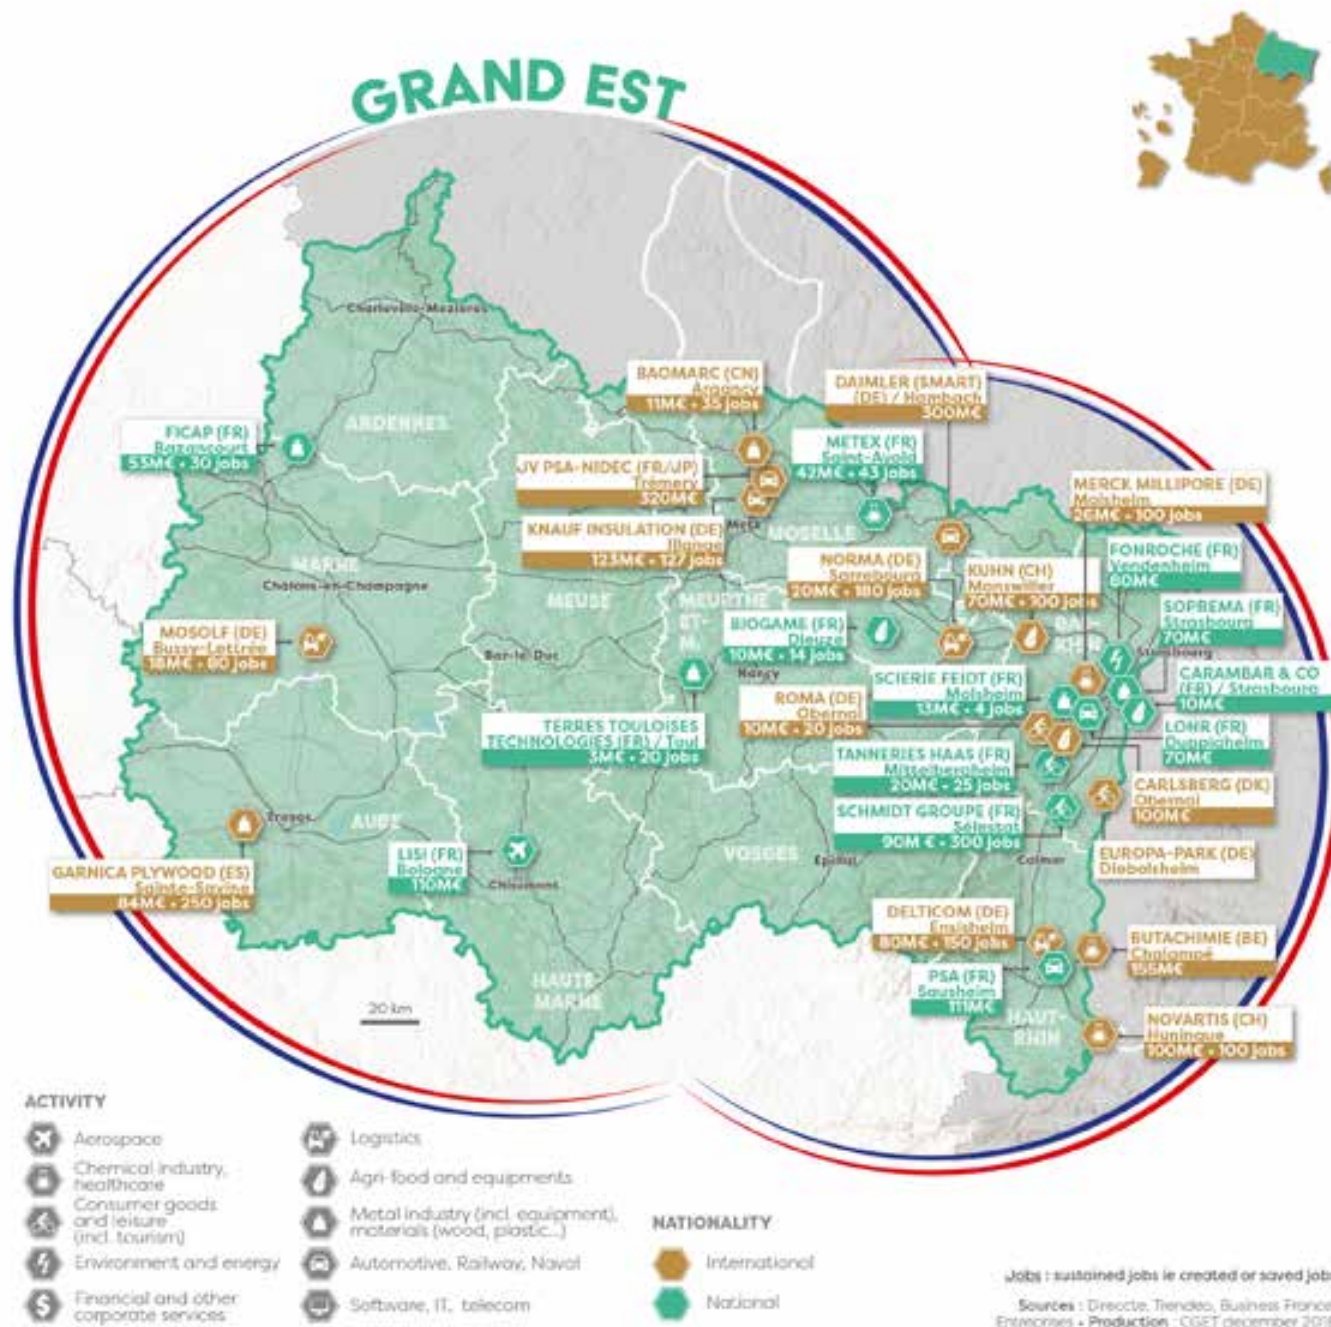 GRAND EST
Charleville-Mézières
BAOMARC (CN)
Argancy
11M€ • 35 jobs
DAIMLER (SMART)
(DE) / Hambach
300M€
ARDENNES
FICAP (FR)
Bazancourt
53M€ • 30 jobs
METEX (FR)
Saint-Avold
42M€ • 43 jobs
JV PSA-NIDEC (FR/JP)
Trémery
320M€
MERCK MILLIPORE (DE)
Molsheim
26M€ • 100 jobs
Metz
MOSELLE
KNAUF INSULATION (DE)
Illange
123M€ • 127 jobs
FONROCHE (FR)
Vendenheim
80M€
NORMA (DE)
Sarrebourg
20M€ • 180 jobs
KUHN (CH)
Monswiller
70M€ • 100 jobs
MARNE
Châlons-en-Champagne
MEUSE
MEURTHE
ET-
M.
SOPREMA (FR)
Strasbourg
70M€
BIOGAME (FR)
Dieuze
10M€ • 14 jobs
BA
RHIN
Strasbourg
MOSOLF (DE)
Bussy-Letirée
18M€ • 80 jobs
Bar-le-Duc
Nancy
SCIERIE FEIDT (FR)
Molsheim
13M€ • 4 jobs
CARAMBAR & CO
(FR) / Strasbourg
10M€
ROMA (DE)
Obernai
10M€ • 20 jobs
TERRES TOULOISES
TECHNOLOGIES (FR) / Toul
3M€ • 20 jobs
LOHR (FR)
Duppigheim
70M€
TANNERIES HAAS (FR)
Mittelbergheim
20M€ • 25 jobs
CARLSBERG (DK)
Obernai
100M€
SCHMIDT GROUPE (FR)
Sélestat
90M € • 300 jobs
Troyes
AUBE
LISI (FR)
Bologne
110M€
Chaumont
VOSGES
Epinal
Colmar
EUROPA-PARK (DE)
Diebolsheim
GARNICA PLYWOOD (ES)
Sainte-Savine
84M€ • 250 jobs
DELTICOM (DE)
Ensisheim
80M€ • 150 jobs
BUTACHIMIE (BE)
Chalampé
155M€
PSA (FR)
Sausheim
111M€
HAUTE
MARNE
20 km
HAUT-
RHIN
NOVARTIS (CH)
Huningue
100M€ • 100 jobs
ACTIVITY
Aerospace
Chemical industry,
healthcare
Consumer goods
and leisure
(incl. tourism)
Environment and energy
Financial and other
corporate services
Logistics
Agri-food and equipments
Metal industry (incl. equipment),
materials (wood, plastic...)
Automotive, Railway, Naval
Software, IT, telecom
NATIONALITY
International
National
Jobs : sustained jobs ie created or saved jobs
Sources : Direccte, Trendeo, Business France,
Entreprises • Production : CGET december 2018